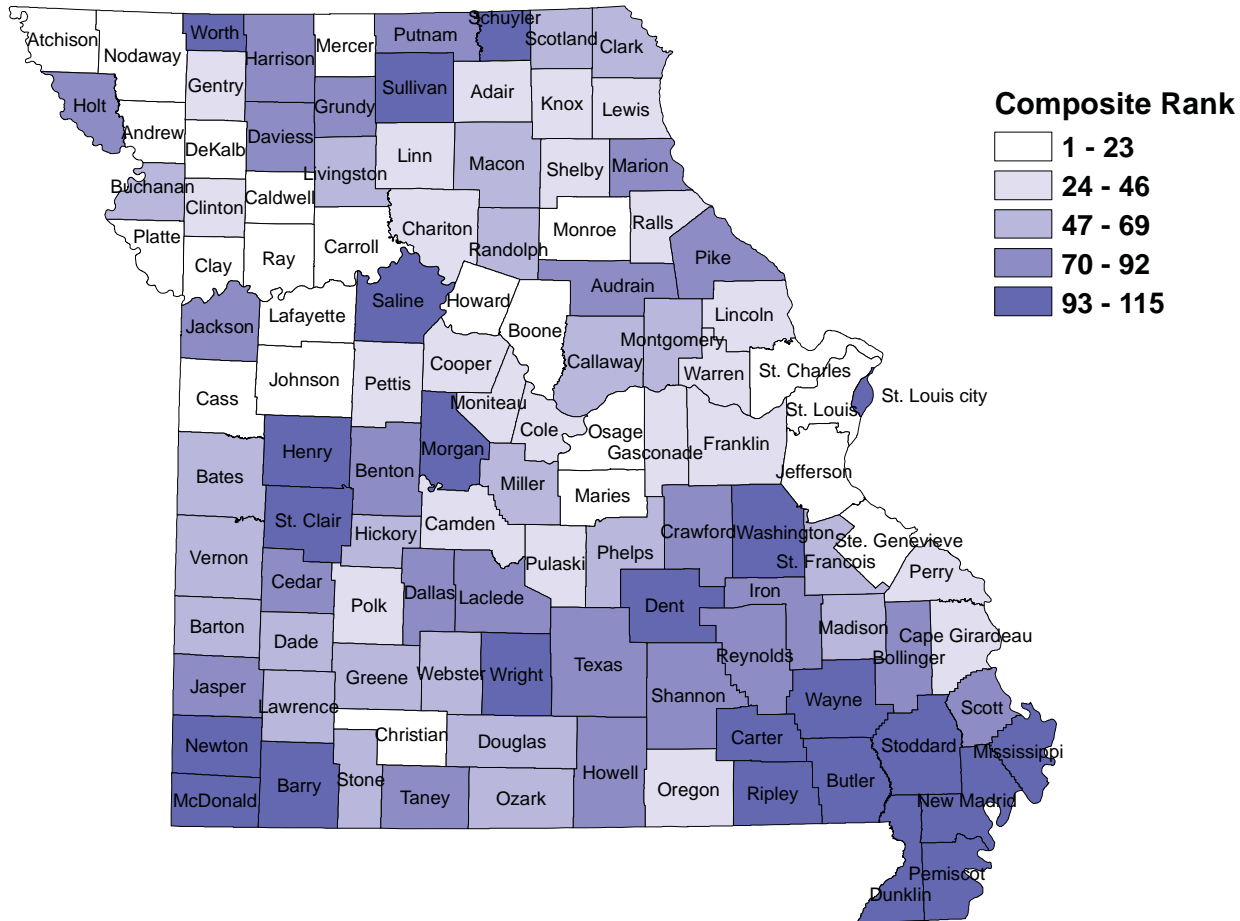 Composite Rank
1 - 23
24 - 46
47 - 69
70 - 92
93 - 115
Atchison
Nodaway
Worth
Harrison
Mercer
Putnam
Schuyler
Scotland
Clark
Gentry
Sullivan
Adair
Knox
Lewis
Holt
Grundy
Andrew
DeKalb
Daviess
Livingston
Linn
Macon
Shelby
Marion
Buchanan
Clinton
Caldwell
Chariton
Randolph
Monroe
Ralls
Platte
Clay
Ray
Carroll
Pike
Saline
Howard
Audrain
Jackson
Lafayette
Boone
Callaway
Montgomery
Lincoln
Cass
Johnson
Pettis
Cooper
Moniteau
Warren
St. Charles
St. Louis
St. Louis city
Cole
Osage
Gasconade
Franklin
Jefferson
Bates
Henry
Benton
Morgan
Miller
Maries
St. Clair
Hickory
Camden
Pulaski
Phelps
Crawford
Washington
Ste. Genevieve
St. Francois
Perry
Vernon
Cedar
Polk
Dallas
Laclede
Dent
Iron
Barton
Dade
Greene
Webster
Wright
Texas
Shannon
Reynolds
Madison
Cape Girardeau
Bollinger
Jasper
Lawrence
Christian
Douglas
Howell
Wayne
Scott
Newton
Stone
Carter
Stoddard
Mississippi
McDonald
Barry
Taney
Ozark
Oregon
Ripley
Butler
New Madrid
Pemiscot
Dunklin